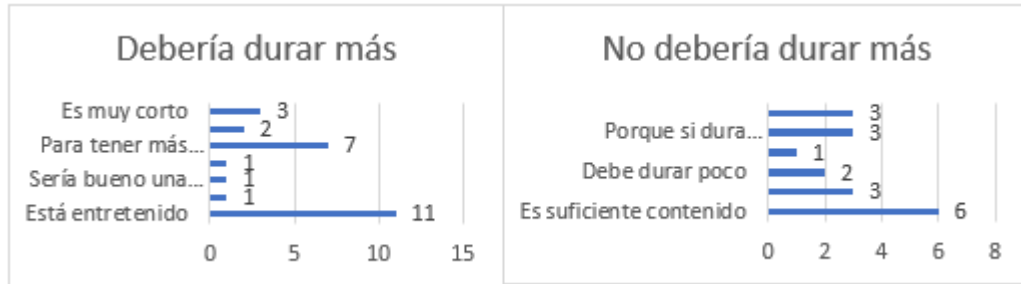 Debería durar más
Es muy corto 3
2
Para tener más... 7
1
Sería bueno una... 1
1
Está entretenido 11
0 5 10 15
No debería durar más
3
Porque si dura... 3
1
Debe durar poco 2
3
Es suficiente contenido 6
0 2 4 6 8